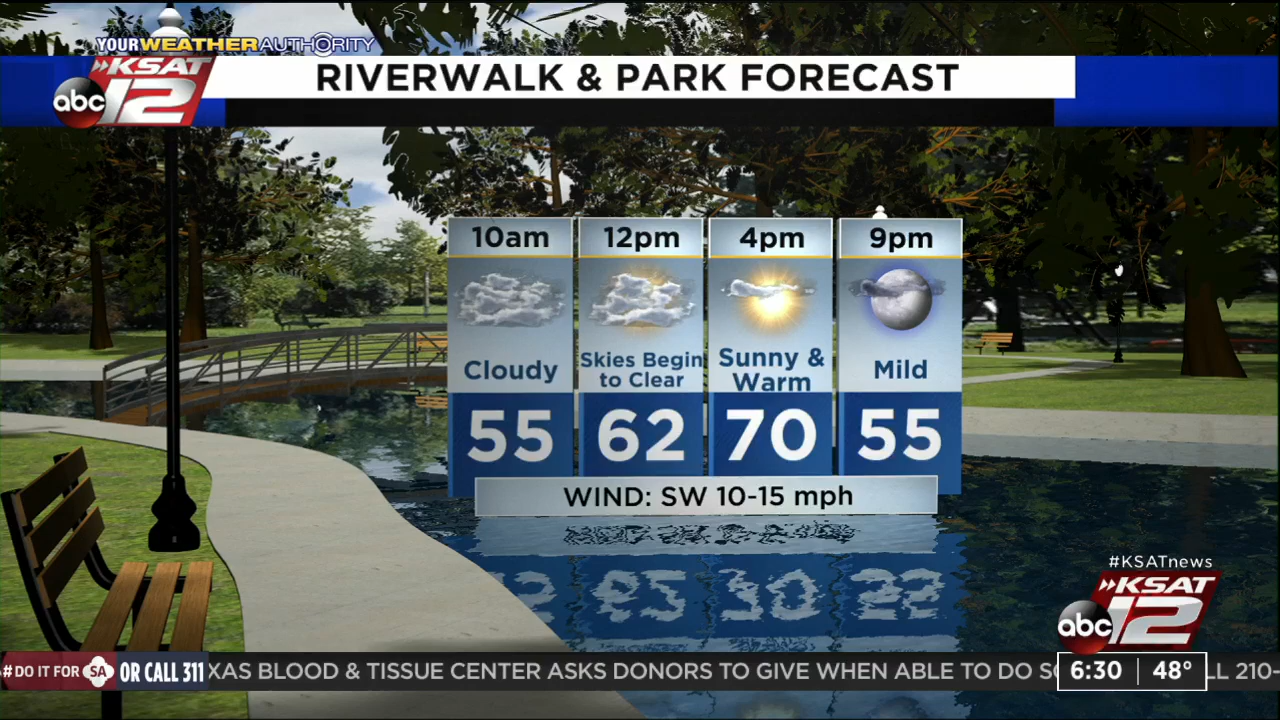 YOUR WEATHER AUTHORITY
KSAT
abc 12
RIVERWALK & PARK FORECAST
10am 12pm 4pm 9pm
Cloudy
Skies Begin
to Clear
Sunny &
Warm
Mild
55 62 70 55
WIND: SW 10-15 mph
#KSATnews
KSAT
abc 12
#DO IT FOR SA OR CALL 311
XAS BLOOD & TISSUE CENTER ASKS DONORS TO GIVE WHEN ABLE TO DO
6:30 48°
LL 210-